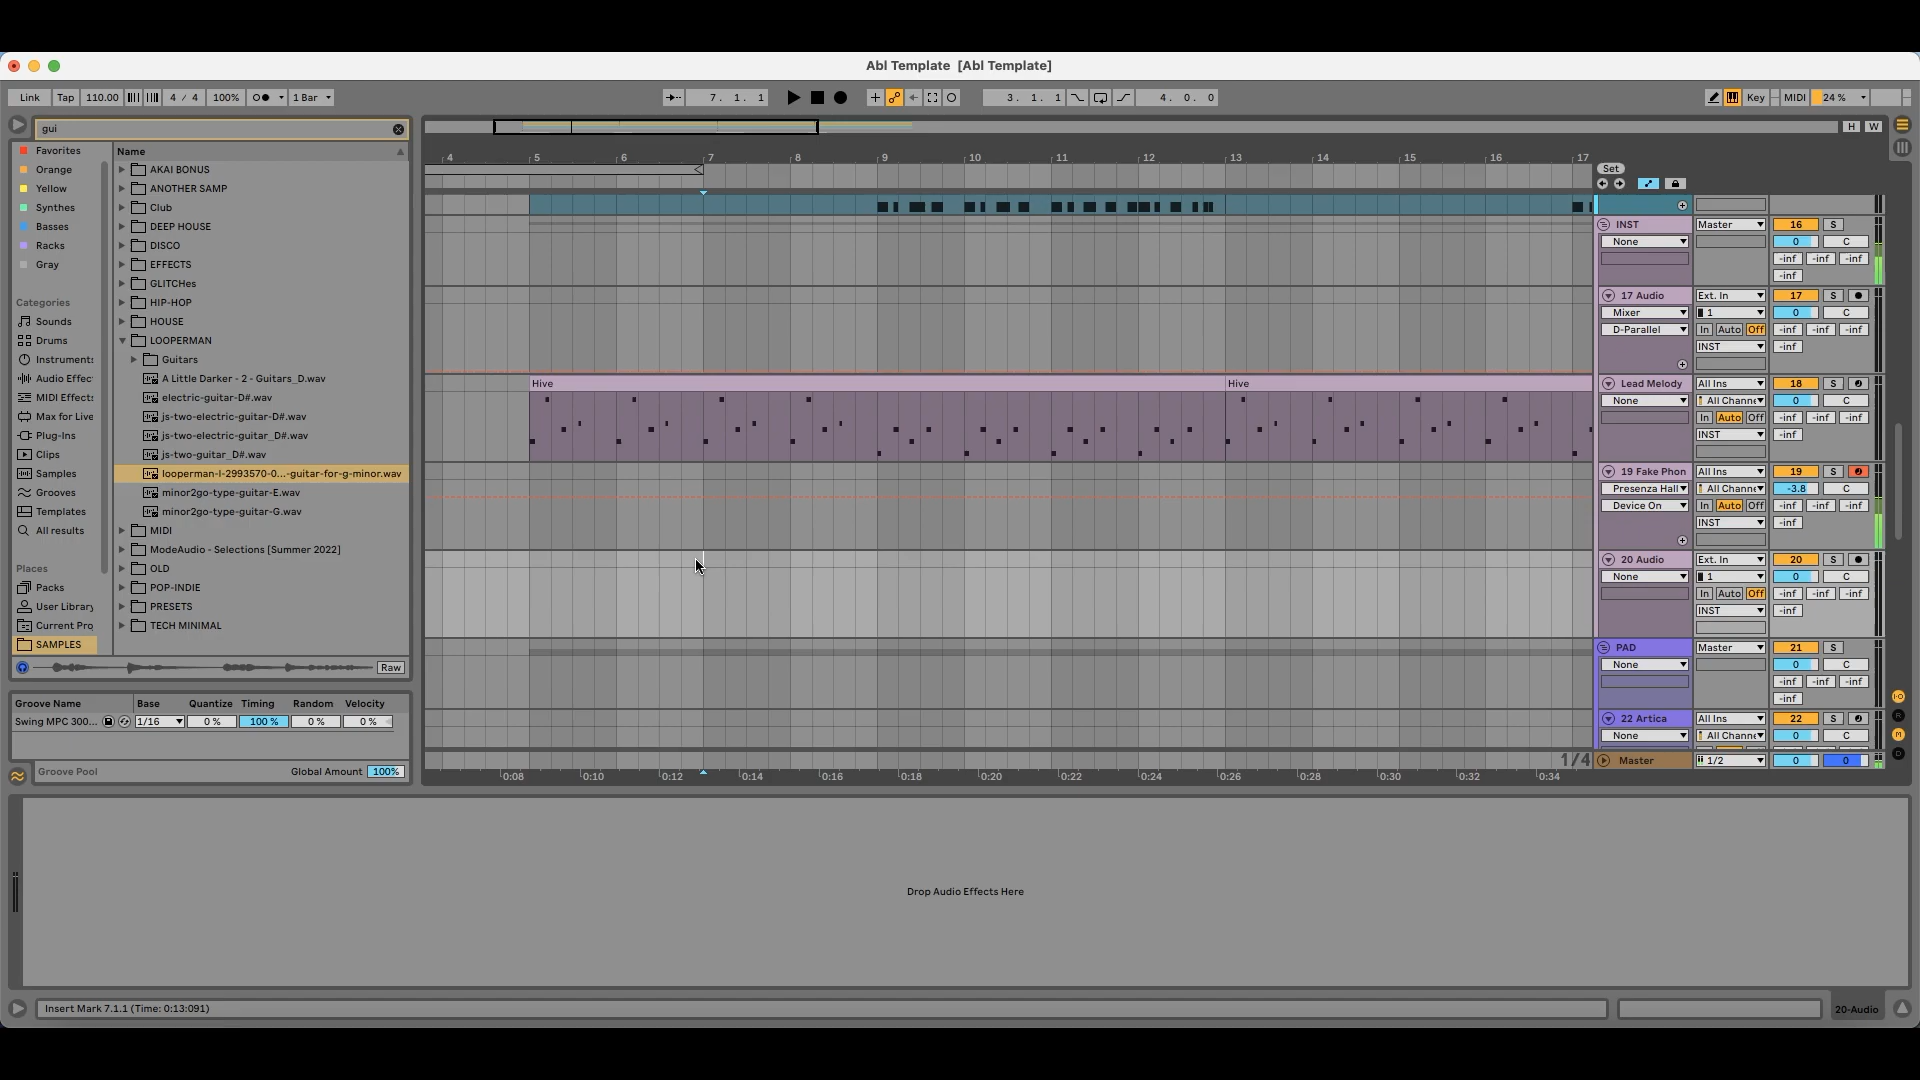 Abl Template [Abl Template]
Link Tap 110.00 4 / 4 100% 1 Bar 7. 1. 1 3. 1. 1 4. 0. 0 Key MIDI 24 %
gui
H W
Favorites
Orange
Yellow
Synthes
Basses
Racks
Gray
Categories
Sounds
Drums
Instruments
Audio Effec
MIDI Effects
Max for Live
Plug-Ins
Clips
Samples
Grooves
Templates
All results
Places
Packs
User Library
Current Pro
SAMPLES
Name
AKAI BONUS
ANOTHER SAMP
Club
DEEP HOUSE
DISCO
EFFECTS
GLITCHes
HIP-HOP
HOUSE
LOOPERMAN
Guitars
A Little Darker - 2 - Guitars_D.wav
electric-guitar-D#.wav
js-two-electric-guitar-D#.wav
js-two-electric-guitar_D#.wav
js-two-guitar_D#.wav
looperman-l-2993570-0...-guitar-for-g-minor.wav
minor2go-type-guitar-E.wav
minor2go-type-guitar-G.wav
MIDI
ModeAudio - Selections [Summer 2022]
OLD
POP-INDIE
PRESETS
TECH MINIMAL
Raw
Groove Name Base Quantize Timing Random Velocity
Swing MPC 300... 1/16 0 % 100 % 0 % 0 %
Groove Pool Global Amount 100%
4 5 6 7 8 9 10 11 12 13 14 15 16 17
Set
Hive Hive
INST Master 16 S
None 0 C
-inf -inf -inf
-inf
17 Audio Ext. In 17 S
Mixer 1 0 C
D-Parallel In Auto Off -inf -inf -inf
INST -inf
Lead Melody All Ins 18 S
None All Channe 0 C
In Auto Off -inf -inf -inf
INST -inf
19 Fake Phon All Ins 19 S
Presenza Hall All Channe -3.8 C
Device On In Auto Off -inf -inf -inf
INST -inf
20 Audio Ext. In 20 S
None 1 0 C
In Auto Off -inf -inf -inf
INST -inf
PAD Master 21 S
None 0 C
-inf -inf -inf
-inf
22 Artica All Ins 22 S
None All Channe 0 C
1/4 Master 1/2 0 0
0:08 0:10 0:12 0:14 0:16 0:18 0:20 0:22 0:24 0:26 0:28 0:30 0:32 0:34
I·O
R
M
D
Drop Audio Effects Here
Insert Mark 7.1.1 (Time: 0:13:091)
20-Audio